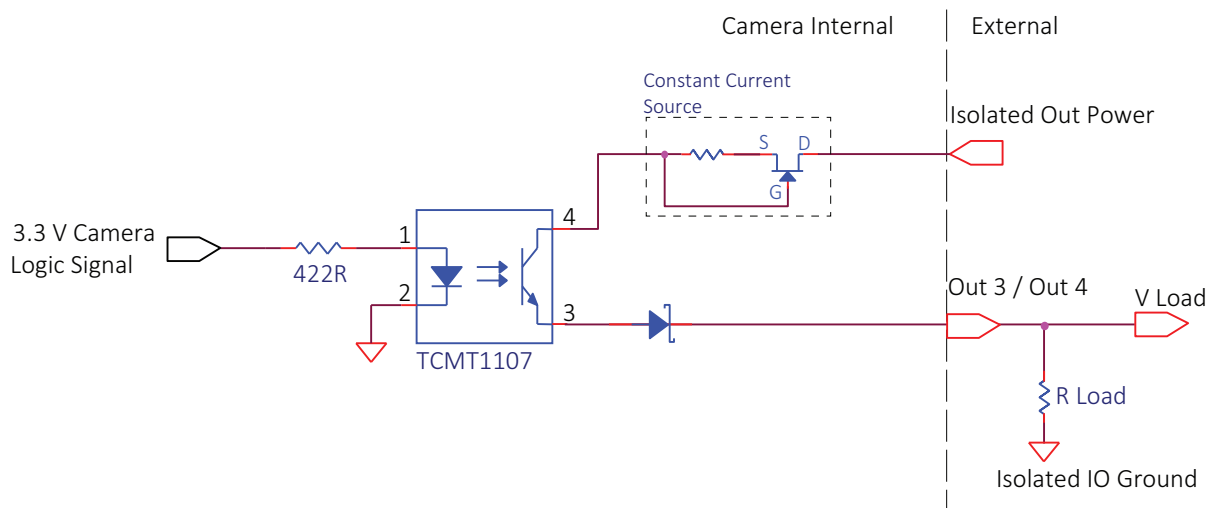 Camera Internal
External
Constant Current
Source
Isolated Out Power
S
D
G
4
3.3 V Camera
Logic Signal
1
422R
2
3
Out 3 / Out 4
V Load
TCMT1107
R Load
Isolated IO Ground